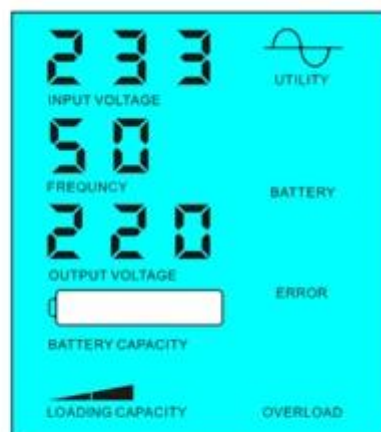 233
UTILITY
INPUT VOLTAGE
50
FREQUNCY
BATTERY
220
OUTPUT VOLTAGE
ERROR
BATTERY CAPACITY
LOADING CAPACITY
OVERLOAD